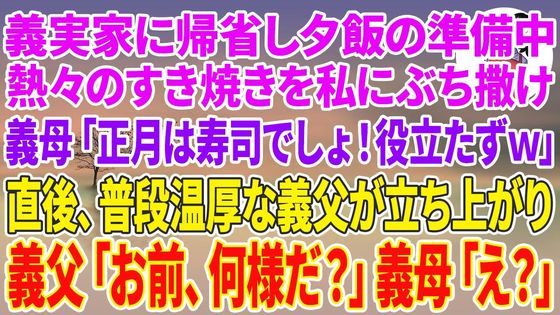 義実家に帰省し夕飯の準備中
熱々のすき焼きを私にぶち撒け
義母「正月は寿司でしょ!役立たずw」
直後、普段温厚な義父が立ち上がり
義父「お前、何様だ?」義母「え?」